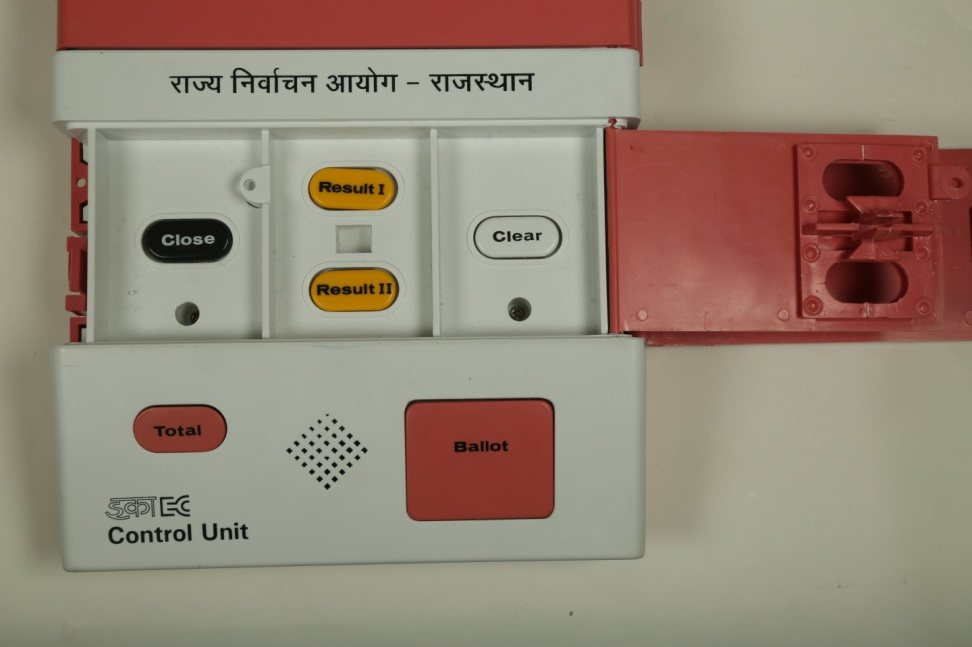 राज्य निर्वाचन आयोग – राजस्थान
Result I
Close
Clear
Result II
Total
Ballot
इका EC
Control Unit